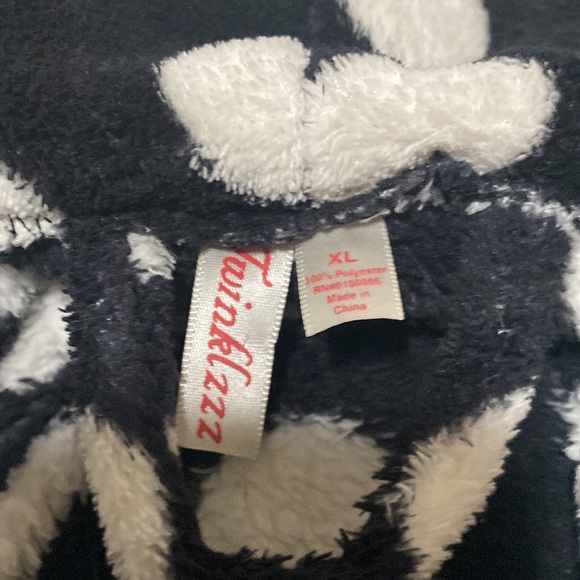 Twinklzzz
XL
100% Polyester
Made in
China